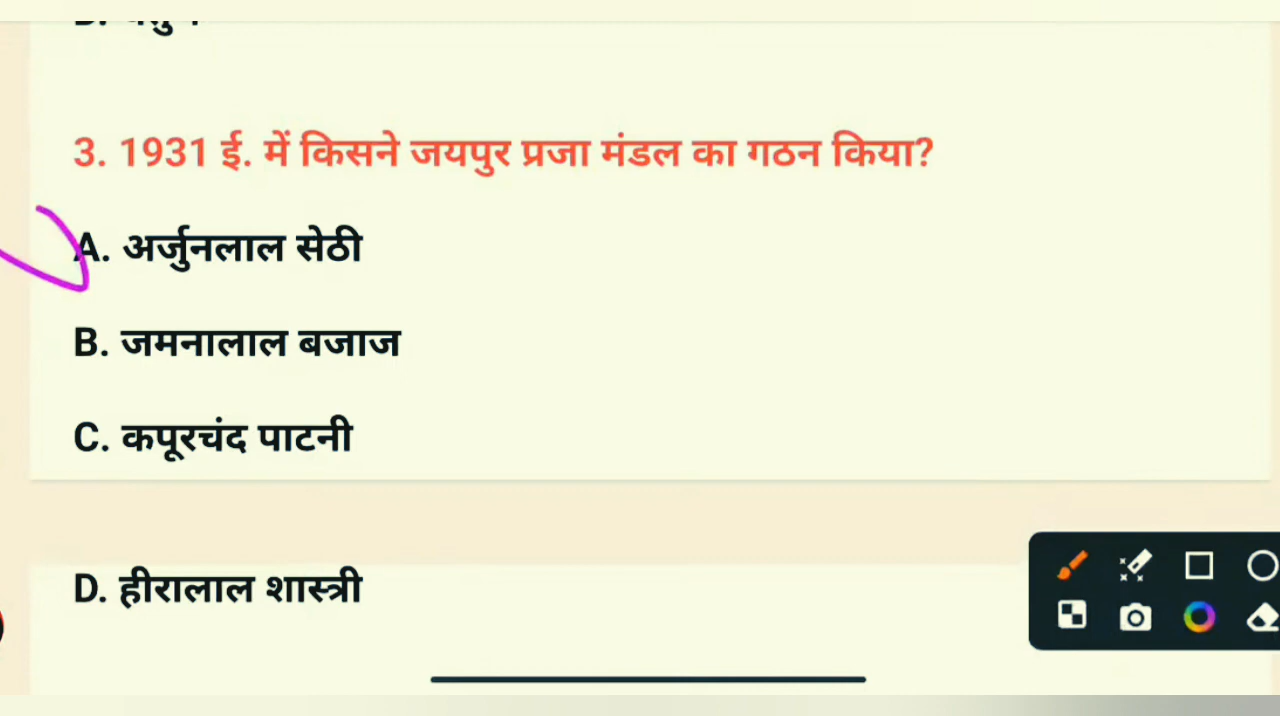 3. 1931 ई. में किसने जयपुर प्रजा मंडल का गठन किया?
A. अर्जुनलाल सेठी
B. जमनालाल बजाज
C. कपूरचंद पाटनी
D. हीरालाल शास्त्री